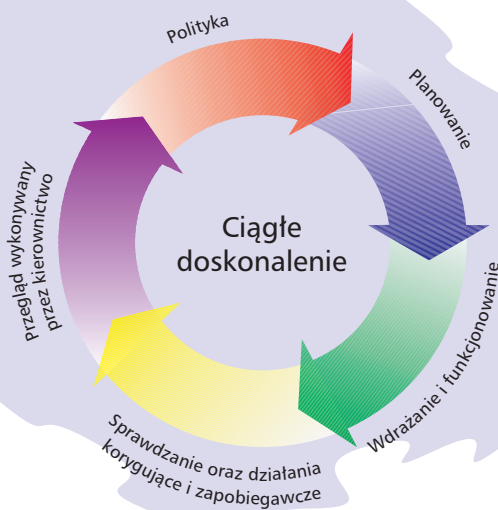 Polityka
Planowanie
Wdrażanie i funkcjonowanie
Sprawdzanie oraz działania
korygujące i zapobiegawcze
Przegląd wykonywany
przez kierownictwo
Ciągłe
doskonalenie